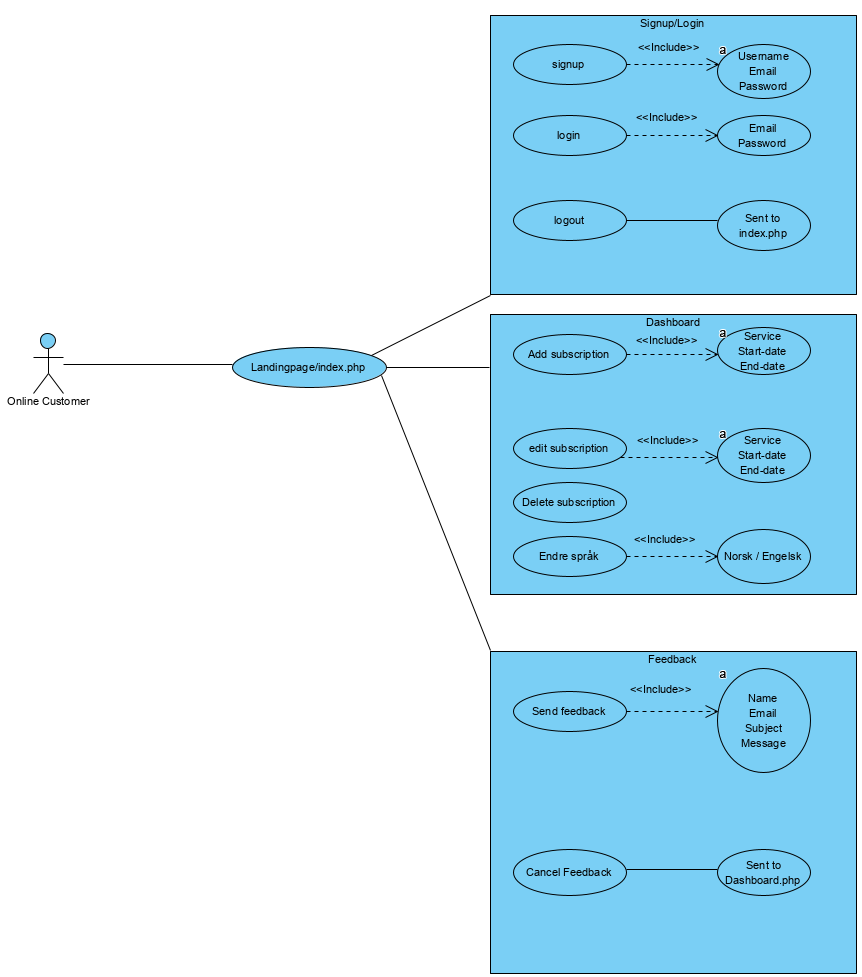 Signup/Login
signup
<<Include>>
a
Username
Email
Password
login
<<Include>>
Email
Password
logout
Sent to
index.php
Online Customer
Landingpage/index.php
Dashboard
Add subscription
<<Include>>
a
Service
Start-date
End-date
edit subscription
<<Include>>
a
Service
Start-date
End-date
Delete subscription
Endre språk
<<Include>>
Norsk / Engelsk
Feedback
Send feedback
<<Include>>
a
Name
Email
Subject
Message
Cancel Feedback
Sent to
Dashboard.php